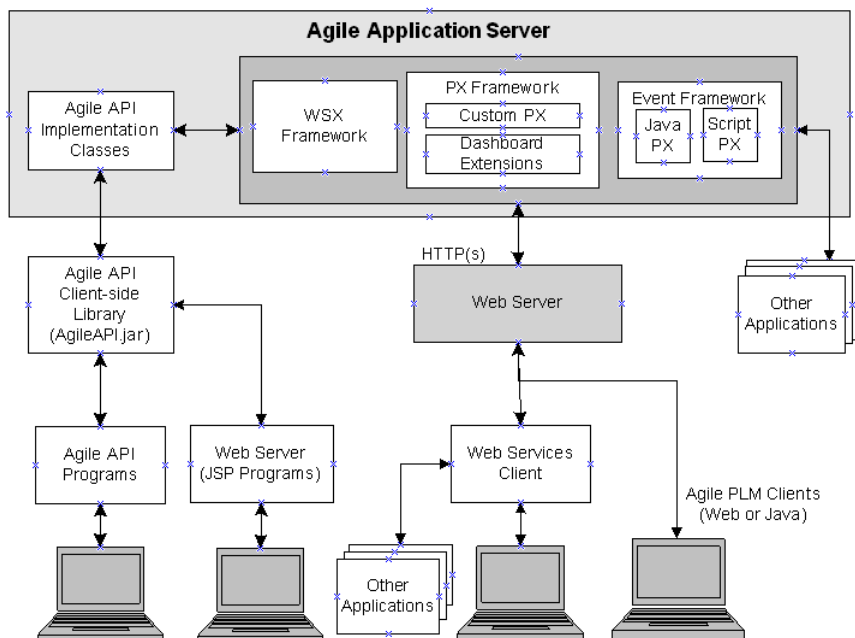 Agile Application Server
Agile API
Implementation
Classes
WSX
Framework
PX Framework
Custom PX
Dashboard
Extensions
Event Framework
Java
PX
Script
PX
HTTP(s)
Agile API
Client-side
Library
(AgileAPI.jar)
Web Server
Other
Applications
Agile API
Programs
Web Server
(JSP Programs)
Web Services
Client
Agile PLM Clients
(Web or Java)
Other
Applications